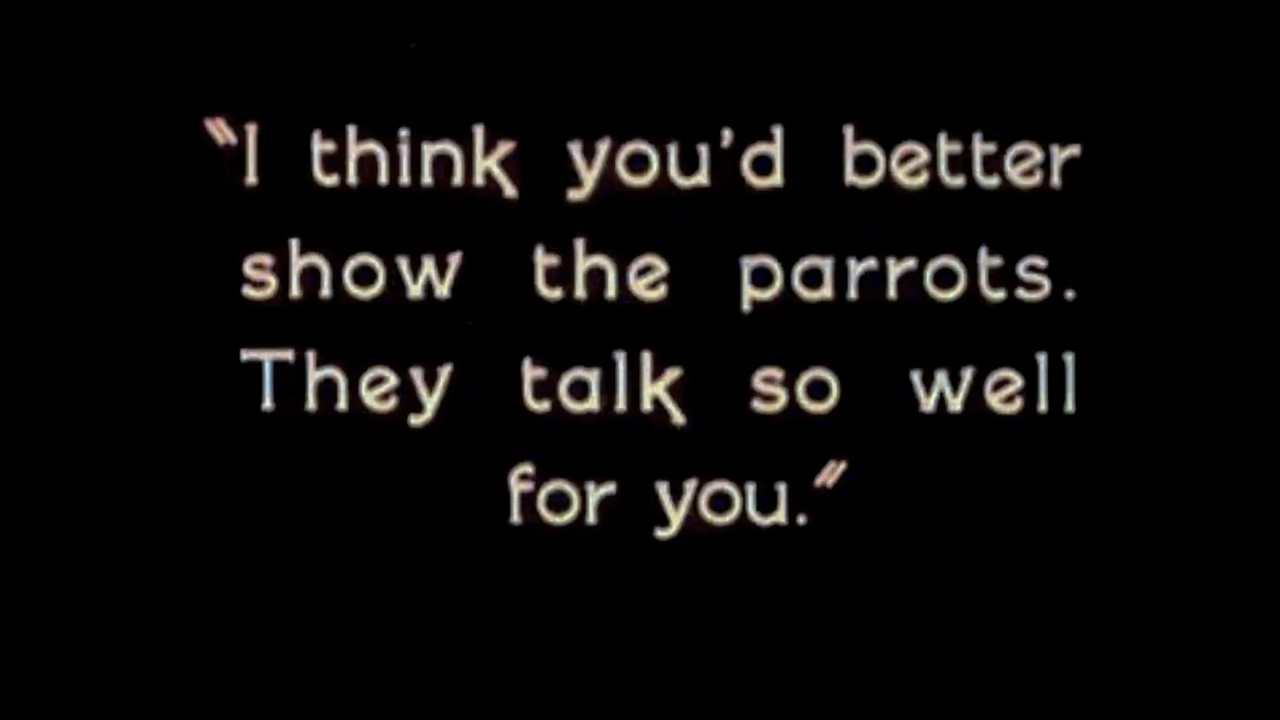 "I think you'd better
show the parrots.
They talk so well
for you."